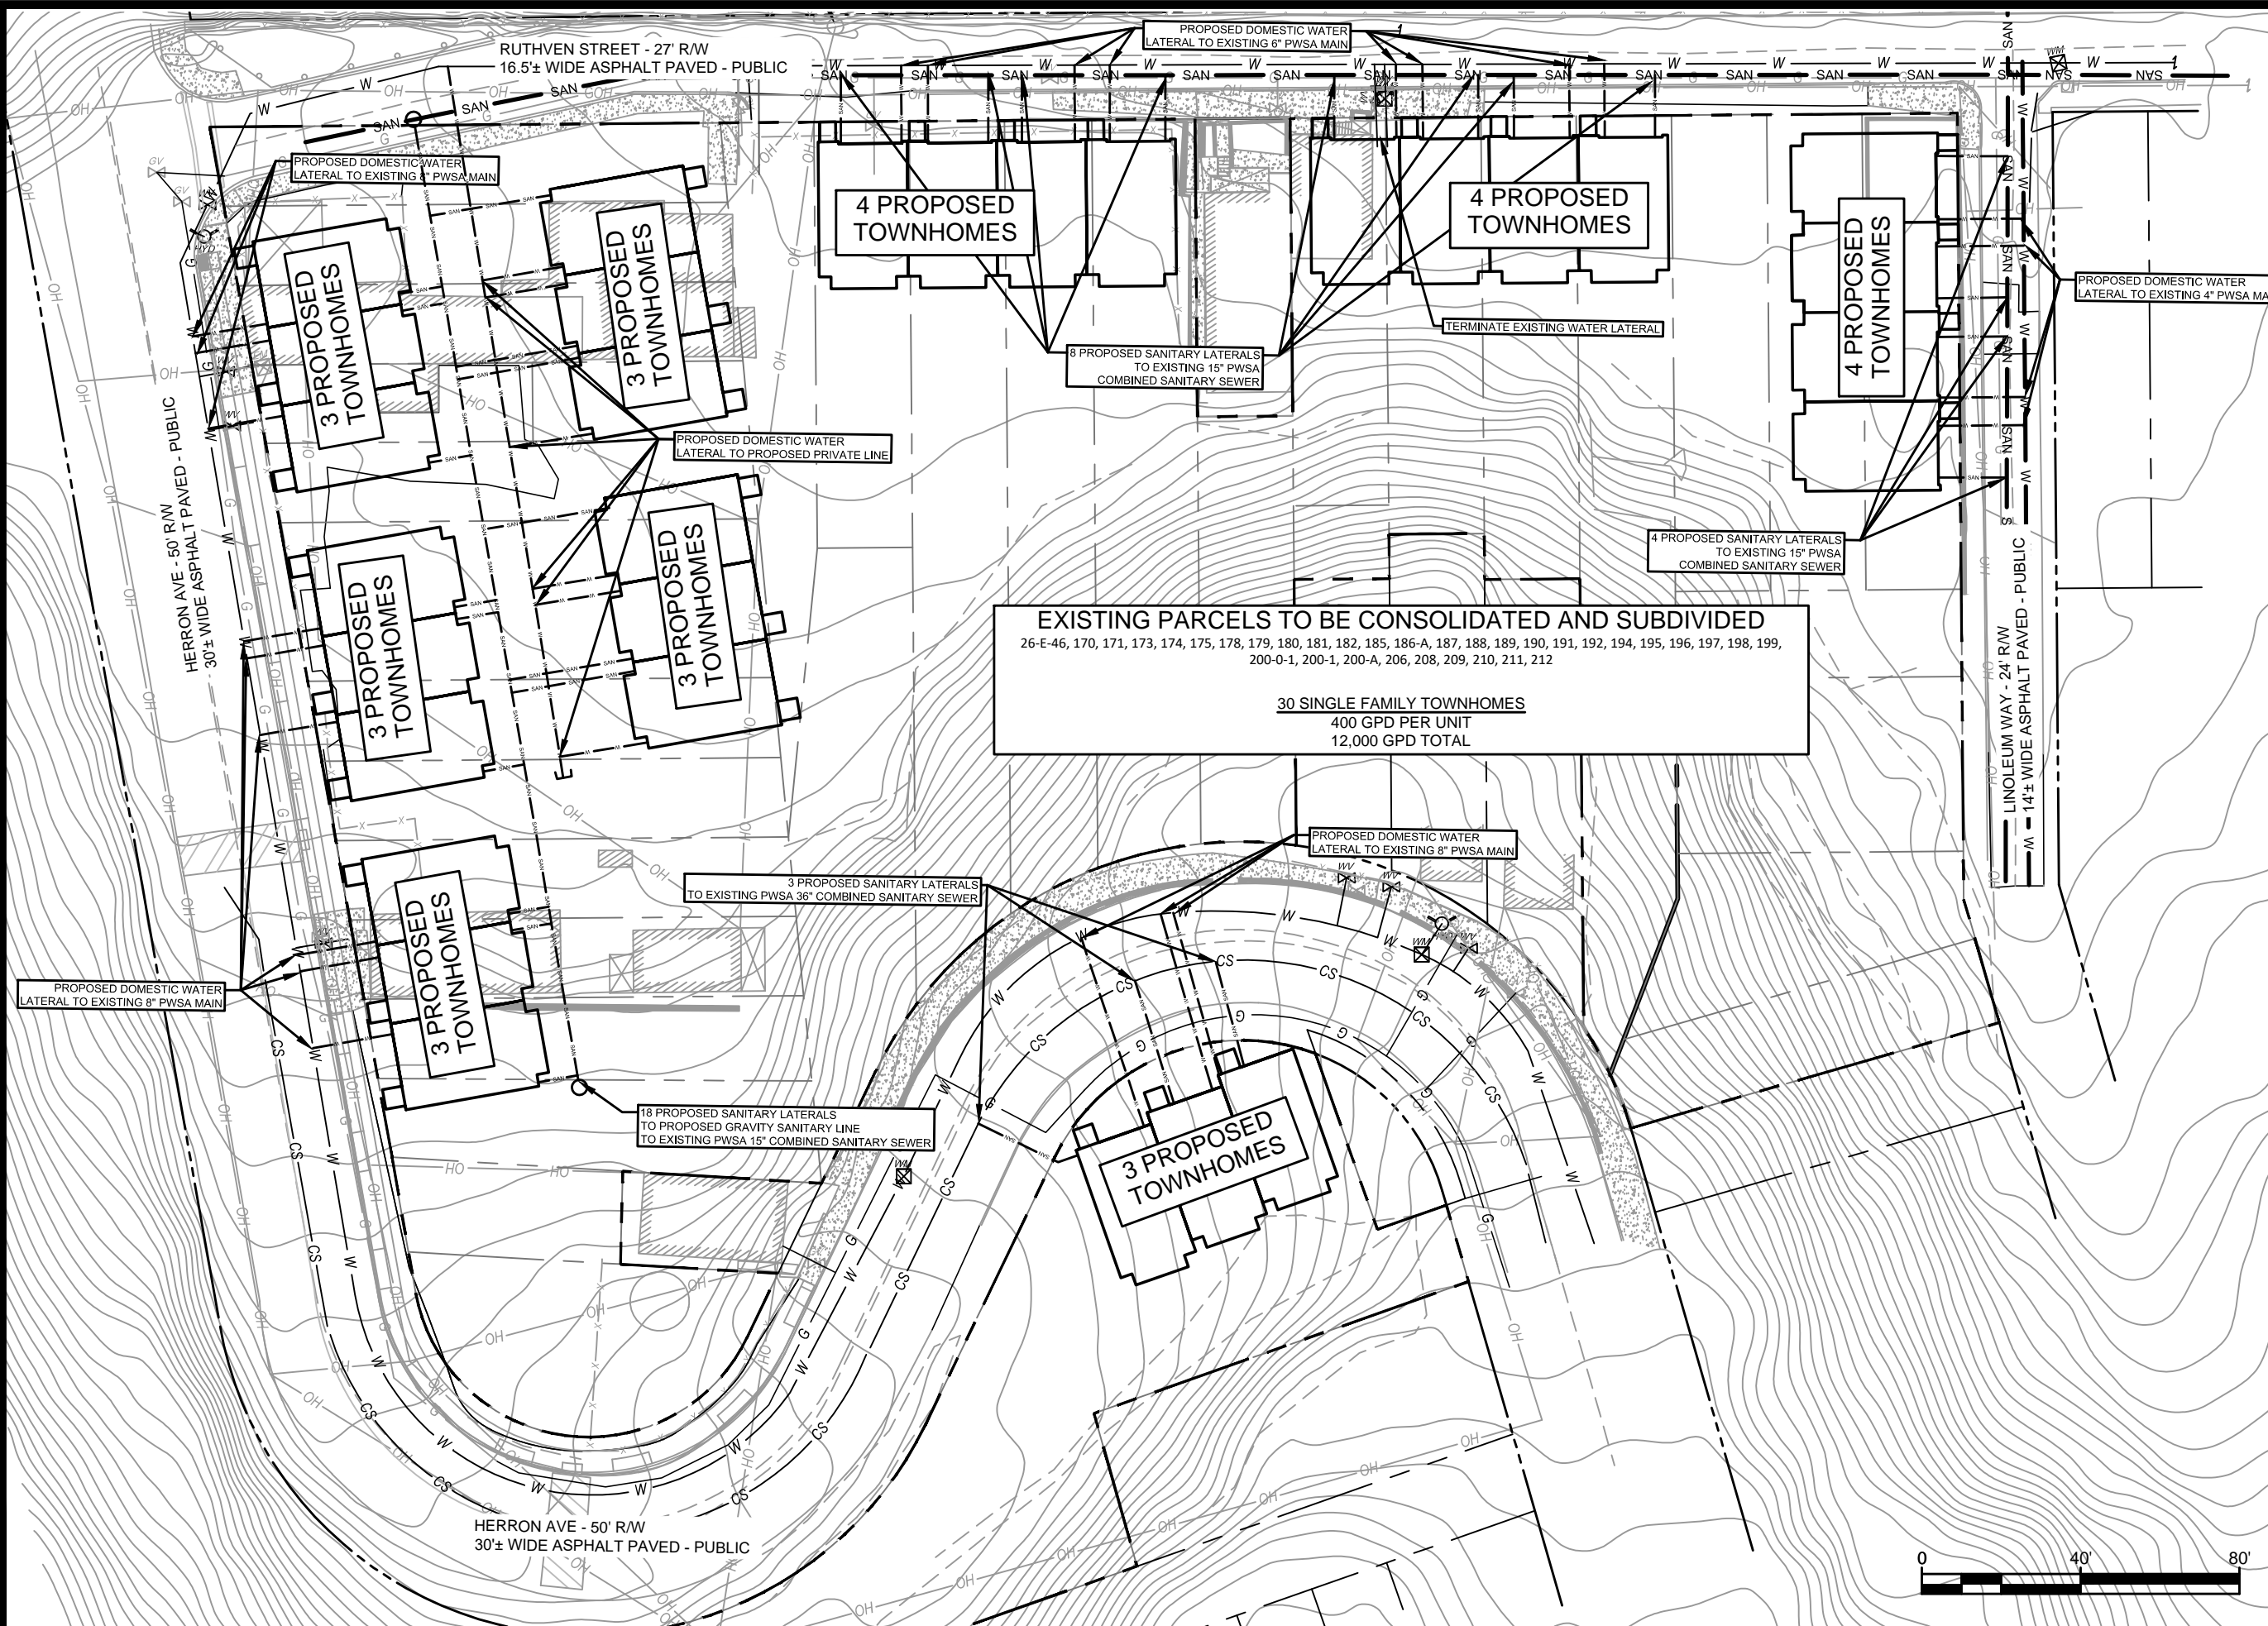 RUTHVEN STREET - 27' R/W
16.5'± WIDE ASPHALT PAVED - PUBLIC
PROPOSED DOMESTIC WATER
LATERAL TO EXISTING 6" PWSA MAIN
PROPOSED DOMESTIC WATER
LATERAL TO EXISTING 8" PWSA MAIN
4 PROPOSED
TOWNHOMES
4 PROPOSED
TOWNHOMES
4 PROPOSED
TOWNHOMES
3 PROPOSED
TOWNHOMES
3 PROPOSED
TOWNHOMES
PROPOSED DOMESTIC WATER
LATERAL TO EXISTING 4" PWSA MA
TERMINATE EXISTING WATER LATERAL
8 PROPOSED SANITARY LATERALS
TO EXISTING 15" PWSA
COMBINED SANITARY SEWER
PROPOSED DOMESTIC WATER
LATERAL TO PROPOSED PRIVATE LINE
HERRON AVE - 50' R/W
30'± WIDE ASPHALT PAVED - PUBLIC
4 PROPOSED SANITARY LATERALS
TO EXISTING 15" PWSA
COMBINED SANITARY SEWER
3 PROPOSED
TOWNHOMES
3 PROPOSED
TOWNHOMES
EXISTING PARCELS TO BE CONSOLIDATED AND SUBDIVIDED
26-E-46, 170, 171, 173, 174, 175, 178, 179, 180, 181, 182, 185, 186-A, 187, 188, 189, 190, 191, 192, 194, 195, 196, 197, 198, 199,
200-0-1, 200-1, 200-A, 206, 208, 209, 210, 211, 212
30 SINGLE FAMILY TOWNHOMES
400 GPD PER UNIT
12,000 GPD TOTAL
LINOLEUM WAY - 24' R/W
14'± WIDE ASPHALT PAVED - PUBLIC
PROPOSED DOMESTIC WATER
LATERAL TO EXISTING 8" PWSA MAIN
3 PROPOSED SANITARY LATERALS
TO EXISTING PWSA 36" COMBINED SANITARY SEWER
3 PROPOSED
TOWNHOMES
PROPOSED DOMESTIC WATER
LATERAL TO EXISTING 8" PWSA MAIN
18 PROPOSED SANITARY LATERALS
TO PROPOSED GRAVITY SANITARY LINE
TO EXISTING PWSA 15" COMBINED SANITARY SEWER
3 PROPOSED
TOWNHOMES
HERRON AVE - 50' R/W
30'± WIDE ASPHALT PAVED - PUBLIC
0 40' 80'